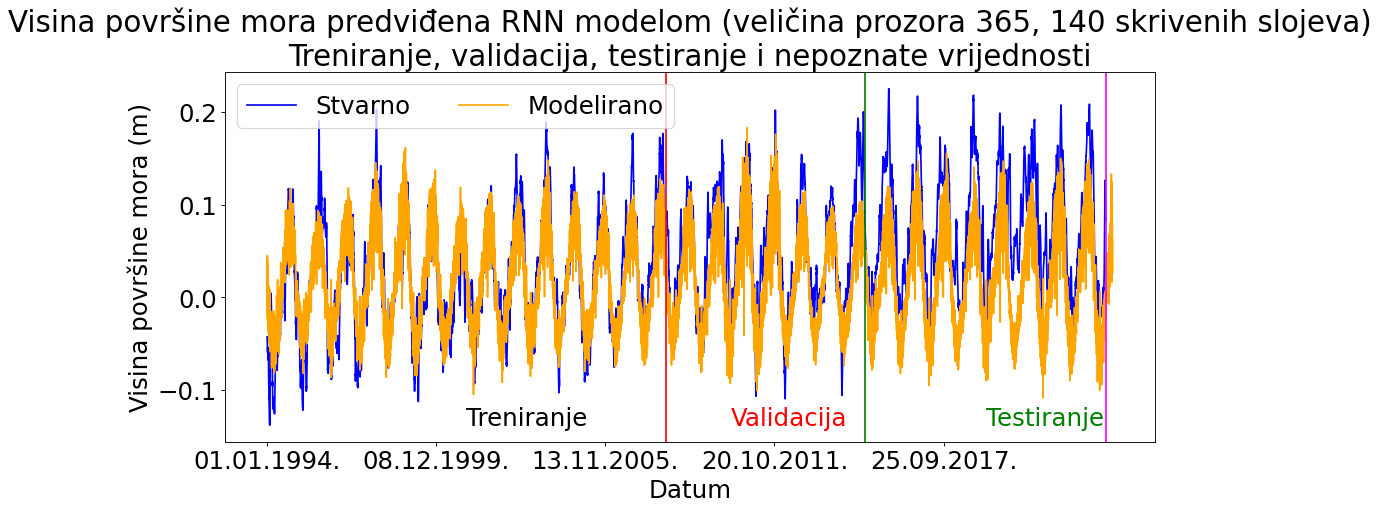 Visina površine mora predviđena RNN modelom (veličina prozora 365, 140 skrivenih slojeva)
Treniranje, validacija, testiranje i nepoznate vrijednosti
Stvarno Modelirano
Visina površine mora (m)
0.2
0.1
0.0
−0.1
Treniranje Validacija Testiranje
01.01.1994. 08.12.1999. 13.11.2005. 20.10.2011. 25.09.2017.
Datum